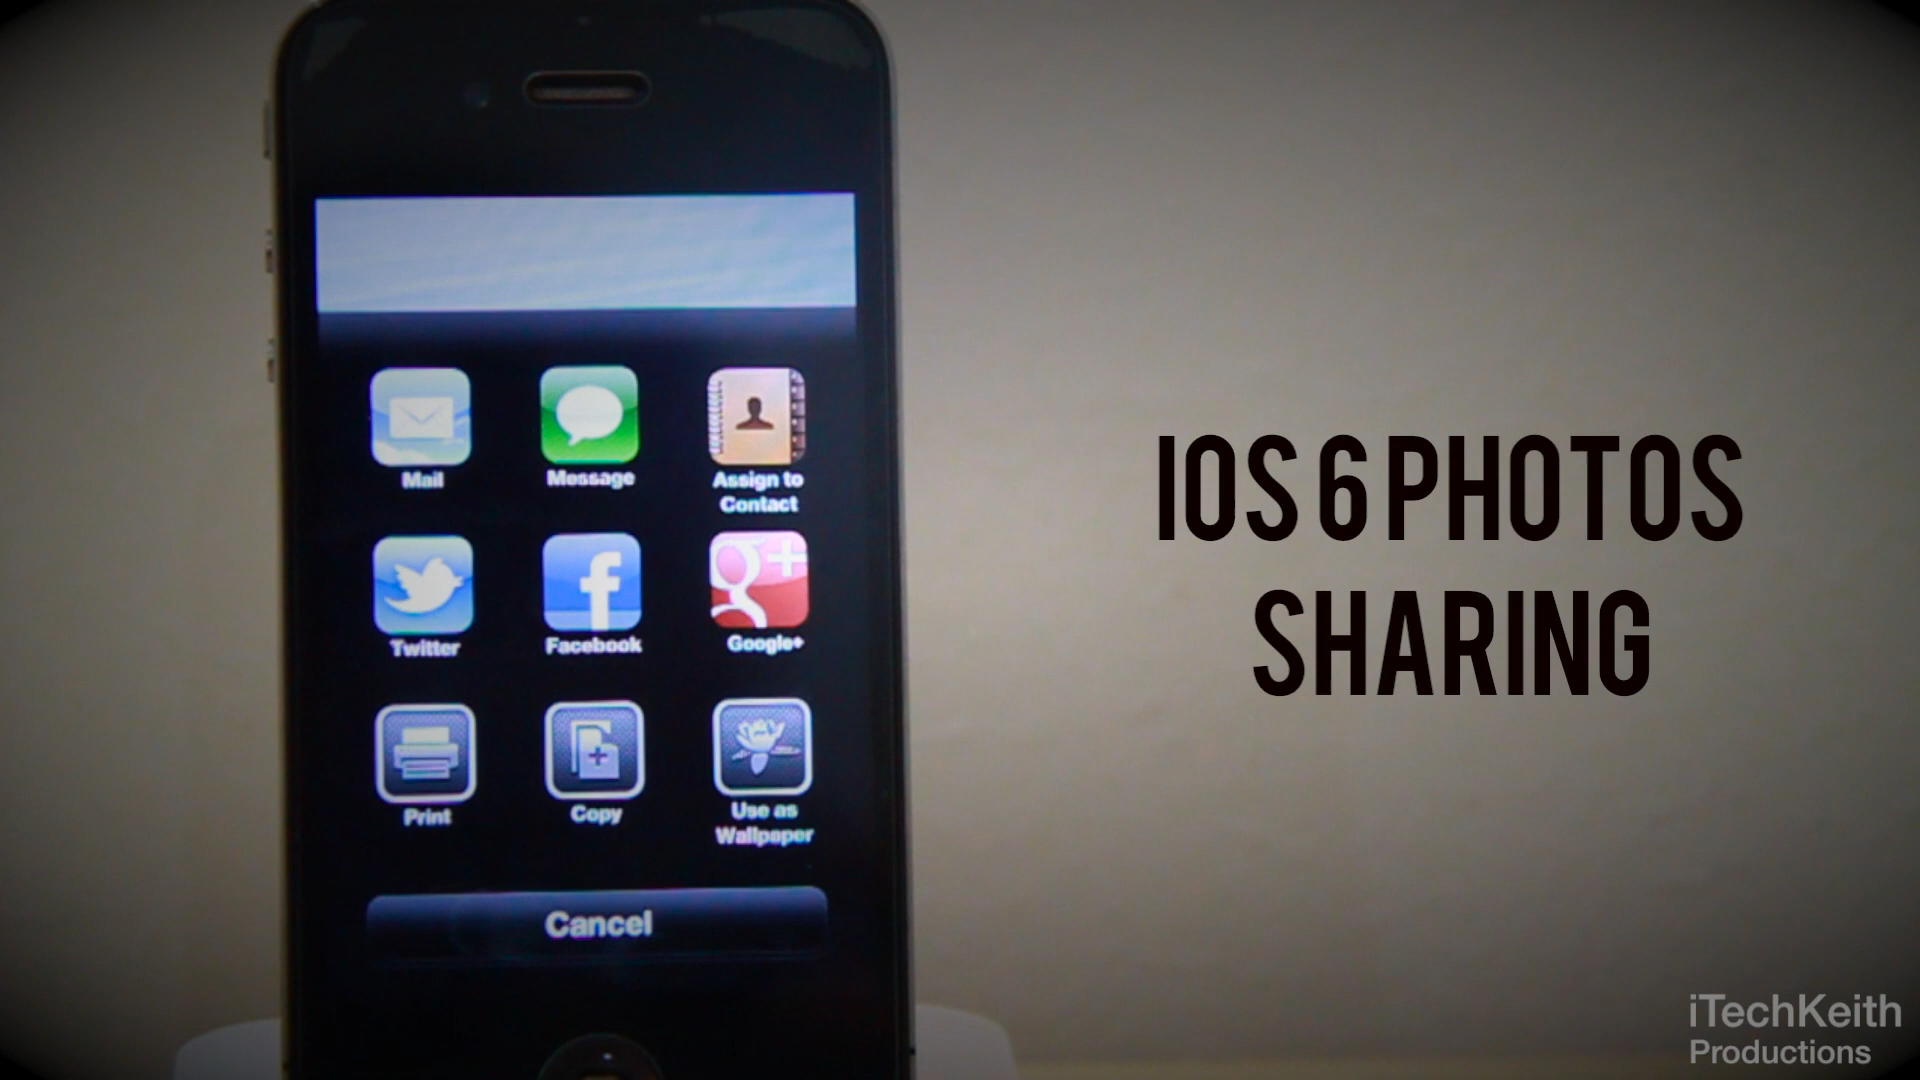 Mail
Message
Assign to
Contact
Twitter
Facebook
Google+
Print
Copy
Use as
Wallpaper
Cancel
IOS 6 PHOTOS
SHARING
iTechKeith
Productions